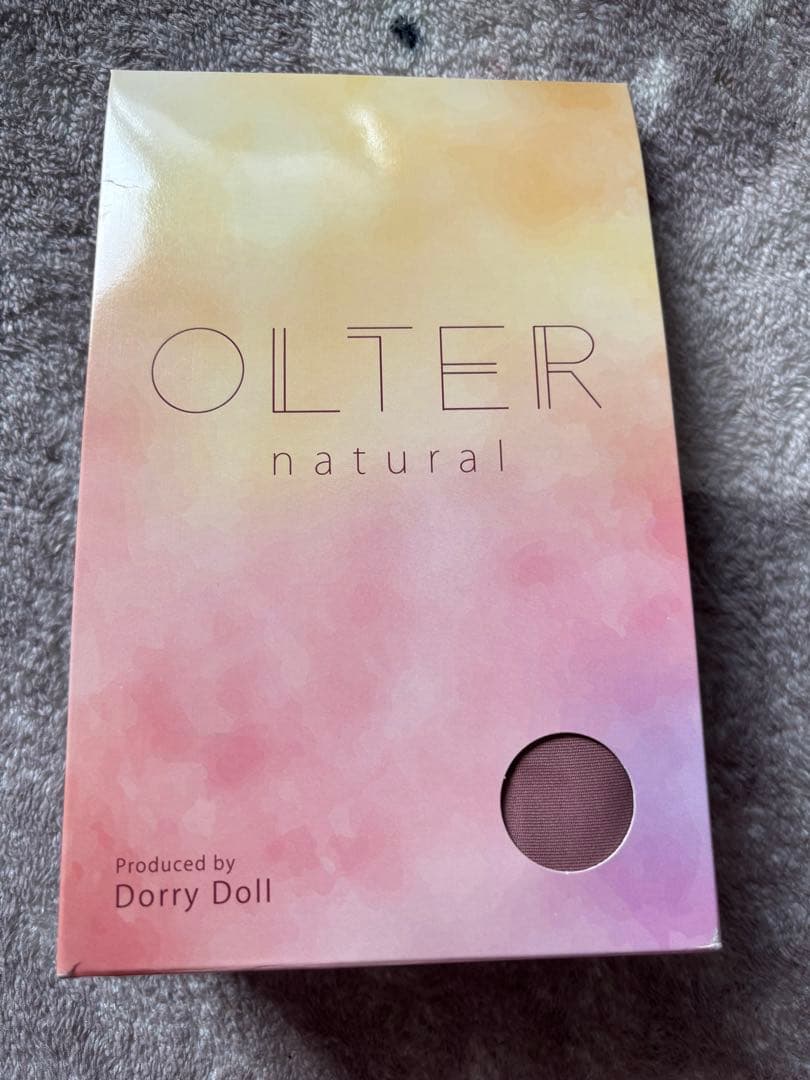 OLTER
natural
Produced by
Dorry Doll